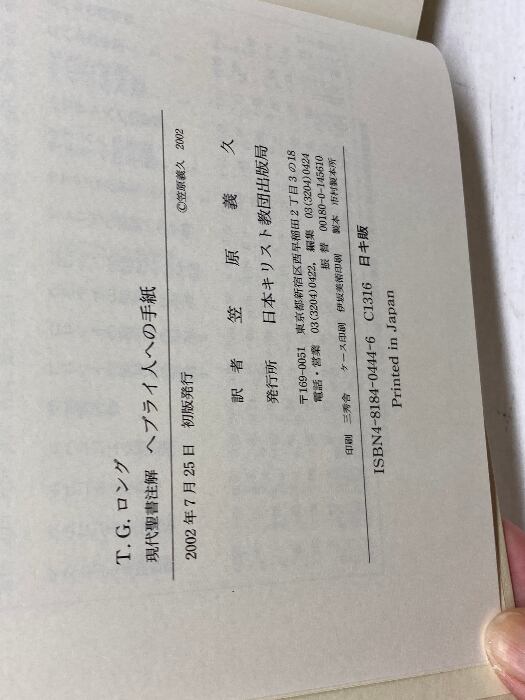 T. G. ロング
現代聖書注解 ヘブライ人への手紙
©笠原義久 2002
2002年7月25日 初版発行
訳者 笠原義久
発行所 日本キリスト教団出版局
〒169-0051 東京都新宿区西早稲田2丁目3の18
電話・営業 03(3204)0422, 編集 03(3204)0424
振替 00180-0-145610
印刷 三秀舎 ケース印刷 伊坂美術印刷 製本 市村製本所
ISBN4-8184-0444-6 C1316 日キ販
Printed in Japan